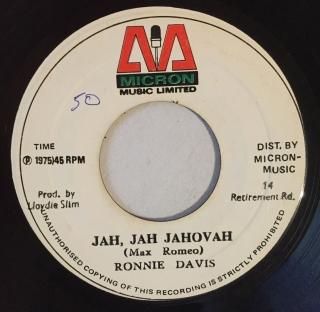 MICRON
MUSIC LIMITED
50
TIME
℗ 1975/45 RPM
Prod. by
Lloydie Slim
DIST. BY
MICRON-
MUSIC
14
Retirement Rd.
JAH, JAH JAHOVAH
(Max Romeo)
RONNIE DAVIS
UNAUTHORISED COPYING OF THIS RECORDING IS STRICTLY PROHIBITED